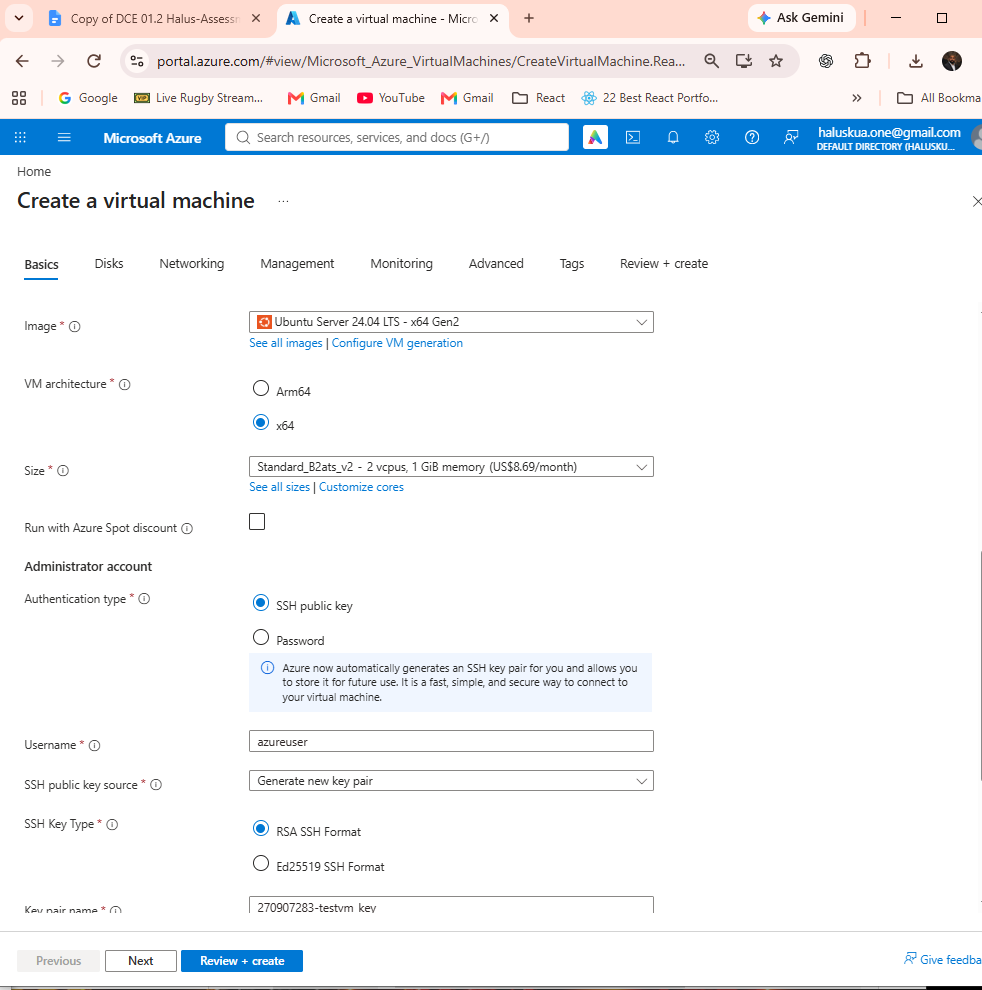 Copy of DCE 01.2 Halus-Assessn
Create a virtual machine - Micro
Ask Gemini
portal.azure.com/#view/Microsoft_Azure_VirtualMachines/CreateVirtualMachine.Rea...
Google
VIP
Live Rugby Stream...
Gmail
YouTube
Gmail
React
22 Best React Portfo...
»
All Bookma
Microsoft Azure
Search resources, services, and docs (G+/)
haluskua.one@gmail.com
DEFAULT DIRECTORY (HALUSKU...
Home
Create a virtual machine ...
Basics Disks Networking Management Monitoring Advanced Tags Review + create
Image *
Ubuntu Server 24.04 LTS - x64 Gen2
See all images | Configure VM generation
VM architecture *
Arm64
x64
Size *
Standard_B2ats_v2 - 2 vcpus, 1 GiB memory (US$8.69/month)
See all sizes | Customize cores
Run with Azure Spot discount
Administrator account
Authentication type *
SSH public key
Password
Azure now automatically generates an SSH key pair for you and allows you
to store it for future use. It is a fast, simple, and secure way to connect to
your virtual machine.
Username *
azureuser
SSH public key source *
Generate new key pair
SSH Key Type *
RSA SSH Format
Ed25519 SSH Format
Key pair name *
270907283-testvm_key
Previous
Next
Review + create
Give feedba